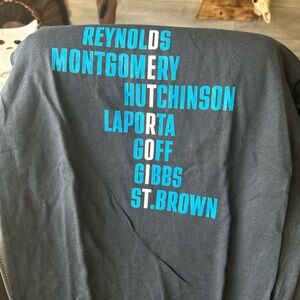 REYNOLDS
MONTGOMERY
HUTCHINSON
LAPORTA
GOFF
GIBBS
ST.BROWN